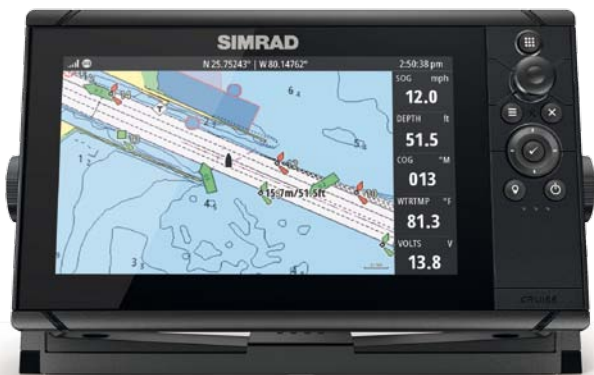 SIMRAD
N 25.75243° | W 80.14762°
2:50:38 pm
SOG mph
12.0
DEPTH ft
51.5
COG °M
013
WTRTMP °F
81.3
VOLTS V
13.8
15.7m/51.5ft
CRUISE